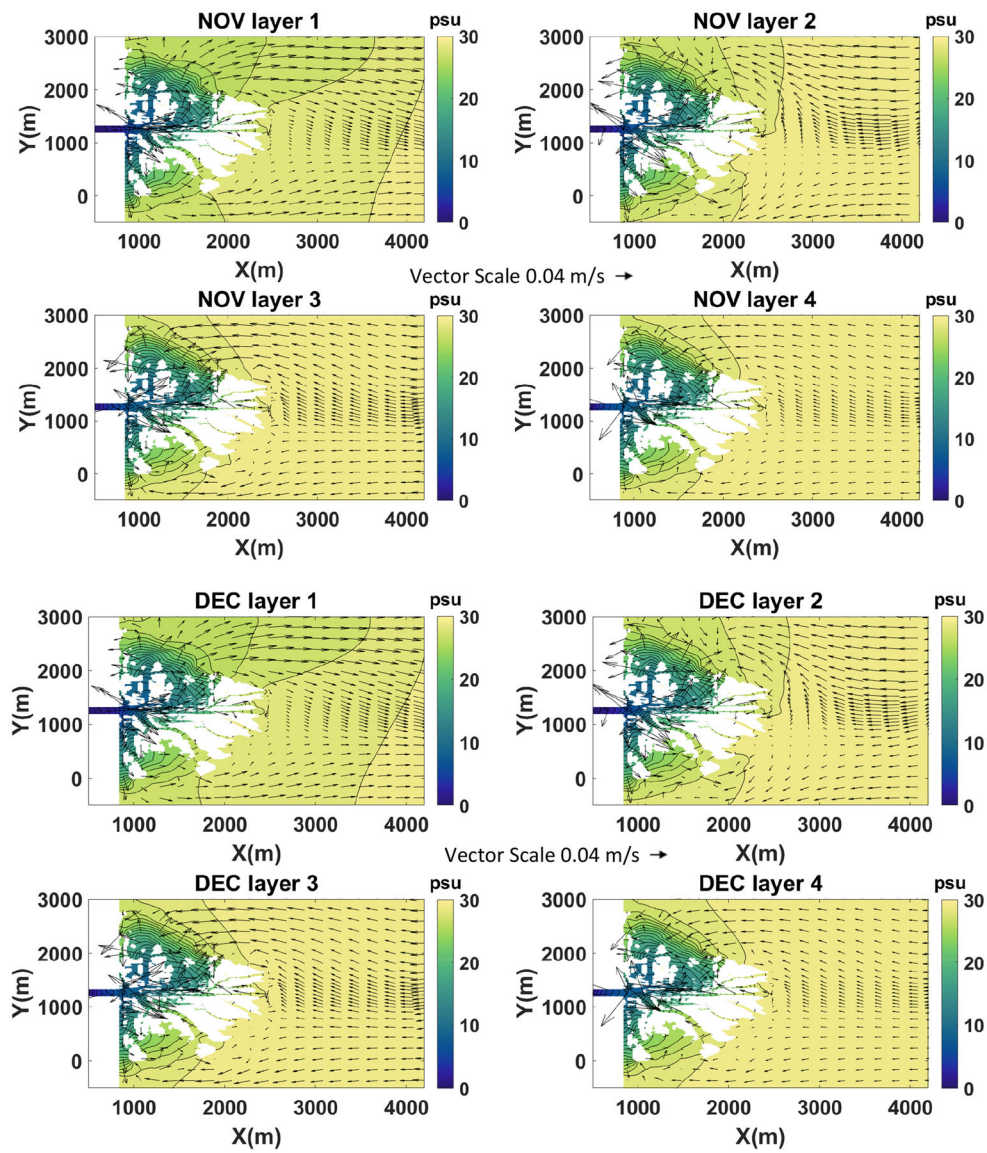 NOV layer 1 psu NOV layer 2 psu
3000 30 3000 30
2000 20 2000 20
Y(m) Y(m)
1000 10 1000 10
0 0 0 0
1000 2000 3000 4000 1000 2000 3000 4000
X(m) X(m)
Vector Scale 0.04 m/s
NOV layer 3 psu NOV layer 4 psu
3000 30 3000 30
2000 20 2000 20
Y(m) Y(m)
1000 10 1000 10
0 0 0 0
1000 2000 3000 4000 1000 2000 3000 4000
X(m) X(m)
DEC layer 1 psu DEC layer 2 psu
3000 30 3000 30
2000 20 2000 20
Y(m) Y(m)
1000 10 1000 10
0 0 0 0
1000 2000 3000 4000 1000 2000 3000 4000
X(m) X(m)
Vector Scale 0.04 m/s
DEC layer 3 psu DEC layer 4 psu
3000 30 3000 30
2000 20 2000 20
Y(m) Y(m)
1000 10 1000 10
0 0 0 0
1000 2000 3000 4000 1000 2000 3000 4000
X(m) X(m)